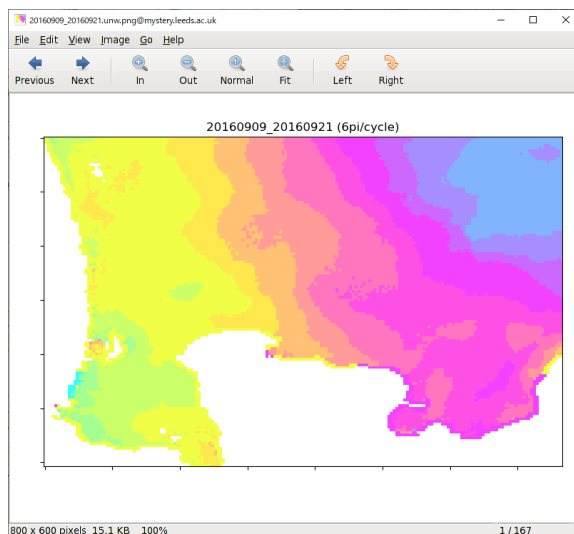 20160909_20160921.unw.png@mystery.leeds.ac.uk
File Edit View Image Go Help
Previous Next In Out Normal Fit Left Right
20160909_20160921 (6pi/cycle)
800 x 600 pixels 15.1 KB 100% 1 / 167